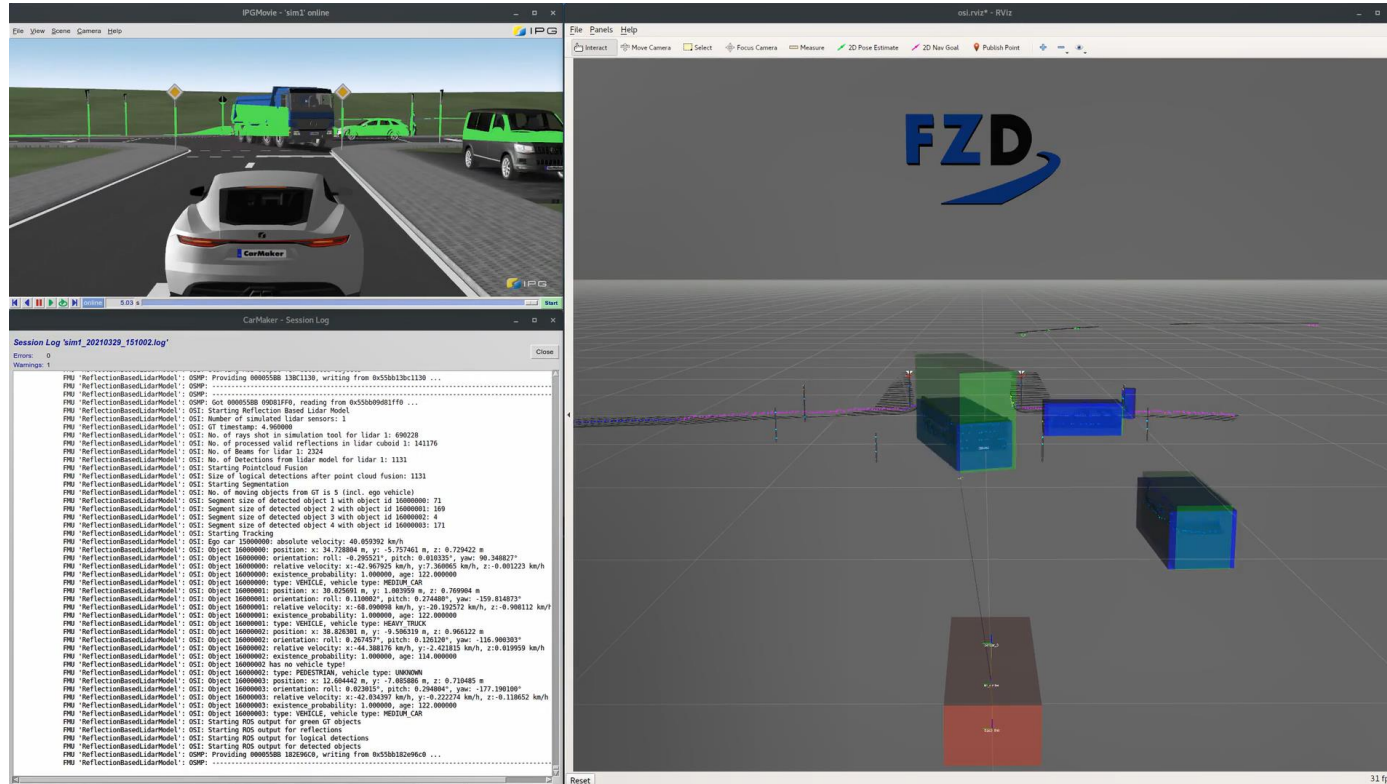 IPGMovie - 'sim1' online
File View Scene Camera Help
IPG
CarMaker
IPG
online 5.03 s
Start
CarMaker - Session Log
Session Log 'sim1_20210329_151002.log'
Errors: 0
Warnings: 1
Close
FMU 'ReflectionBasedLidarModel': OSMP: Providing 000055BB 13BC1130, writing from 0x55bb13bc1130 ...
FMU 'ReflectionBasedLidarModel': OSMP:
FMU 'ReflectionBasedLidarModel': OSMP: ----------------------------------------
FMU 'ReflectionBasedLidarModel': OSMP: Got 000055BB 09D81FF0, reading from 0x55bb09d81ff0 ...
FMU 'ReflectionBasedLidarModel': OSI: Starting Reflection Based Lidar Model
FMU 'ReflectionBasedLidarModel': OSI: Number of simulated lidar sensors: 1
FMU 'ReflectionBasedLidarModel': OSI: GT timestamp: 4.960000
FMU 'ReflectionBasedLidarModel': OSI: No. of rays shot in simulation tool for lidar 1: 690228
FMU 'ReflectionBasedLidarModel': OSI: No. of processed valid reflections in lidar cuboid 1: 141176
FMU 'ReflectionBasedLidarModel': OSI: No. of Beams for lidar 1: 2324
FMU 'ReflectionBasedLidarModel': OSI: No. of Detections from lidar model for lidar 1: 1131
FMU 'ReflectionBasedLidarModel': OSI: Starting Pointcloud Fusion
FMU 'ReflectionBasedLidarModel': OSI: Size of logical detections after point cloud fusion: 1131
FMU 'ReflectionBasedLidarModel': OSI: Starting Segmentation
FMU 'ReflectionBasedLidarModel': OSI: No. of moving objects from GT is 5 (incl. ego vehicle)
FMU 'ReflectionBasedLidarModel': OSI: Segment size of detected object 1 with object id 16000000: 71
FMU 'ReflectionBasedLidarModel': OSI: Segment size of detected object 2 with object id 16000001: 169
FMU 'ReflectionBasedLidarModel': OSI: Segment size of detected object 3 with object id 16000002: 4
FMU 'ReflectionBasedLidarModel': OSI: Segment size of detected object 4 with object id 16000003: 171
FMU 'ReflectionBasedLidarModel': OSI: Starting Tracking
FMU 'ReflectionBasedLidarModel': OSI: Ego car 15000000: absolute velocity: 40.059392 km/h
FMU 'ReflectionBasedLidarModel': OSI: Object 16000000: position: x: 34.728804 m, y: -5.757461 m, z: 0.729422 m
FMU 'ReflectionBasedLidarModel': OSI: Object 16000000: orientation: roll: -0.295521°, pitch: 0.010335°, yaw: 90.348827°
FMU 'ReflectionBasedLidarModel': OSI: Object 16000000: relative velocity: x:-42.967925 km/h, y:7.360065 km/h, z:-0.001223 km/h
FMU 'ReflectionBasedLidarModel': OSI: Object 16000000: existence_probability: 1.000000, age: 122.000000
FMU 'ReflectionBasedLidarModel': OSI: Object 16000000: type: VEHICLE, vehicle type: MEDIUM_CAR
FMU 'ReflectionBasedLidarModel': OSI: Object 16000001: position: x: 30.025691 m, y: 1.003959 m, z: 0.769904 m
FMU 'ReflectionBasedLidarModel': OSI: Object 16000001: orientation: roll: 0.110002°, pitch: 0.274480°, yaw: -159.814873°
FMU 'ReflectionBasedLidarModel': OSI: Object 16000001: relative velocity: x:-68.090098 km/h, y:-20.192572 km/h, z:-0.908112 km/h
FMU 'ReflectionBasedLidarModel': OSI: Object 16000001: existence_probability: 1.000000, age: 122.000000
FMU 'ReflectionBasedLidarModel': OSI: Object 16000001: type: VEHICLE, vehicle type: HEAVY_TRUCK
FMU 'ReflectionBasedLidarModel': OSI: Object 16000002: position: x: 38.826301 m, y: -9.506319 m, z: 0.966122 m
FMU 'ReflectionBasedLidarModel': OSI: Object 16000002: orientation: roll: 0.267457°, pitch: 0.126120°, yaw: -116.900303°
FMU 'ReflectionBasedLidarModel': OSI: Object 16000002: relative velocity: x:-44.388176 km/h, y:-2.421815 km/h, z:0.019959 km/h
FMU 'ReflectionBasedLidarModel': OSI: Object 16000002: existence_probability: 1.000000, age: 114.000000
FMU 'ReflectionBasedLidarModel': OSI: Object 16000002 has no vehicle type!
FMU 'ReflectionBasedLidarModel': OSI: Object 16000002: type: PEDESTRIAN, vehicle type: UNKNOWN
FMU 'ReflectionBasedLidarModel': OSI: Object 16000003: position: x: 12.604442 m, y: -7.085886 m, z: 0.710485 m
FMU 'ReflectionBasedLidarModel': OSI: Object 16000003: orientation: roll: 0.023015°, pitch: 0.294804°, yaw: -177.190100°
FMU 'ReflectionBasedLidarModel': OSI: Object 16000003: relative velocity: x:-42.034397 km/h, y:-0.222274 km/h, z:-0.118652 km/h
FMU 'ReflectionBasedLidarModel': OSI: Object 16000003: existence_probability: 1.000000, age: 122.000000
FMU 'ReflectionBasedLidarModel': OSI: Object 16000003: type: VEHICLE, vehicle type: MEDIUM_CAR
FMU 'ReflectionBasedLidarModel': OSI: Starting ROS output for green GT objects
FMU 'ReflectionBasedLidarModel': OSI: Starting ROS output for reflections
FMU 'ReflectionBasedLidarModel': OSI: Starting ROS output for logical detections
FMU 'ReflectionBasedLidarModel': OSI: Starting ROS output for detected objects
FMU 'ReflectionBasedLidarModel': OSMP: Providing 000055BB 182E96C0, writing from 0x55bb182e96c0 ...
FMU 'ReflectionBasedLidarModel': OSMP: ----------------------------------------
osi.rviz* - RViz
File Panels Help
Interact Move Camera Select Focus Camera Measure 2D Pose Estimate 2D Nav Goal Publish Point
FZD
Reset
31 fp